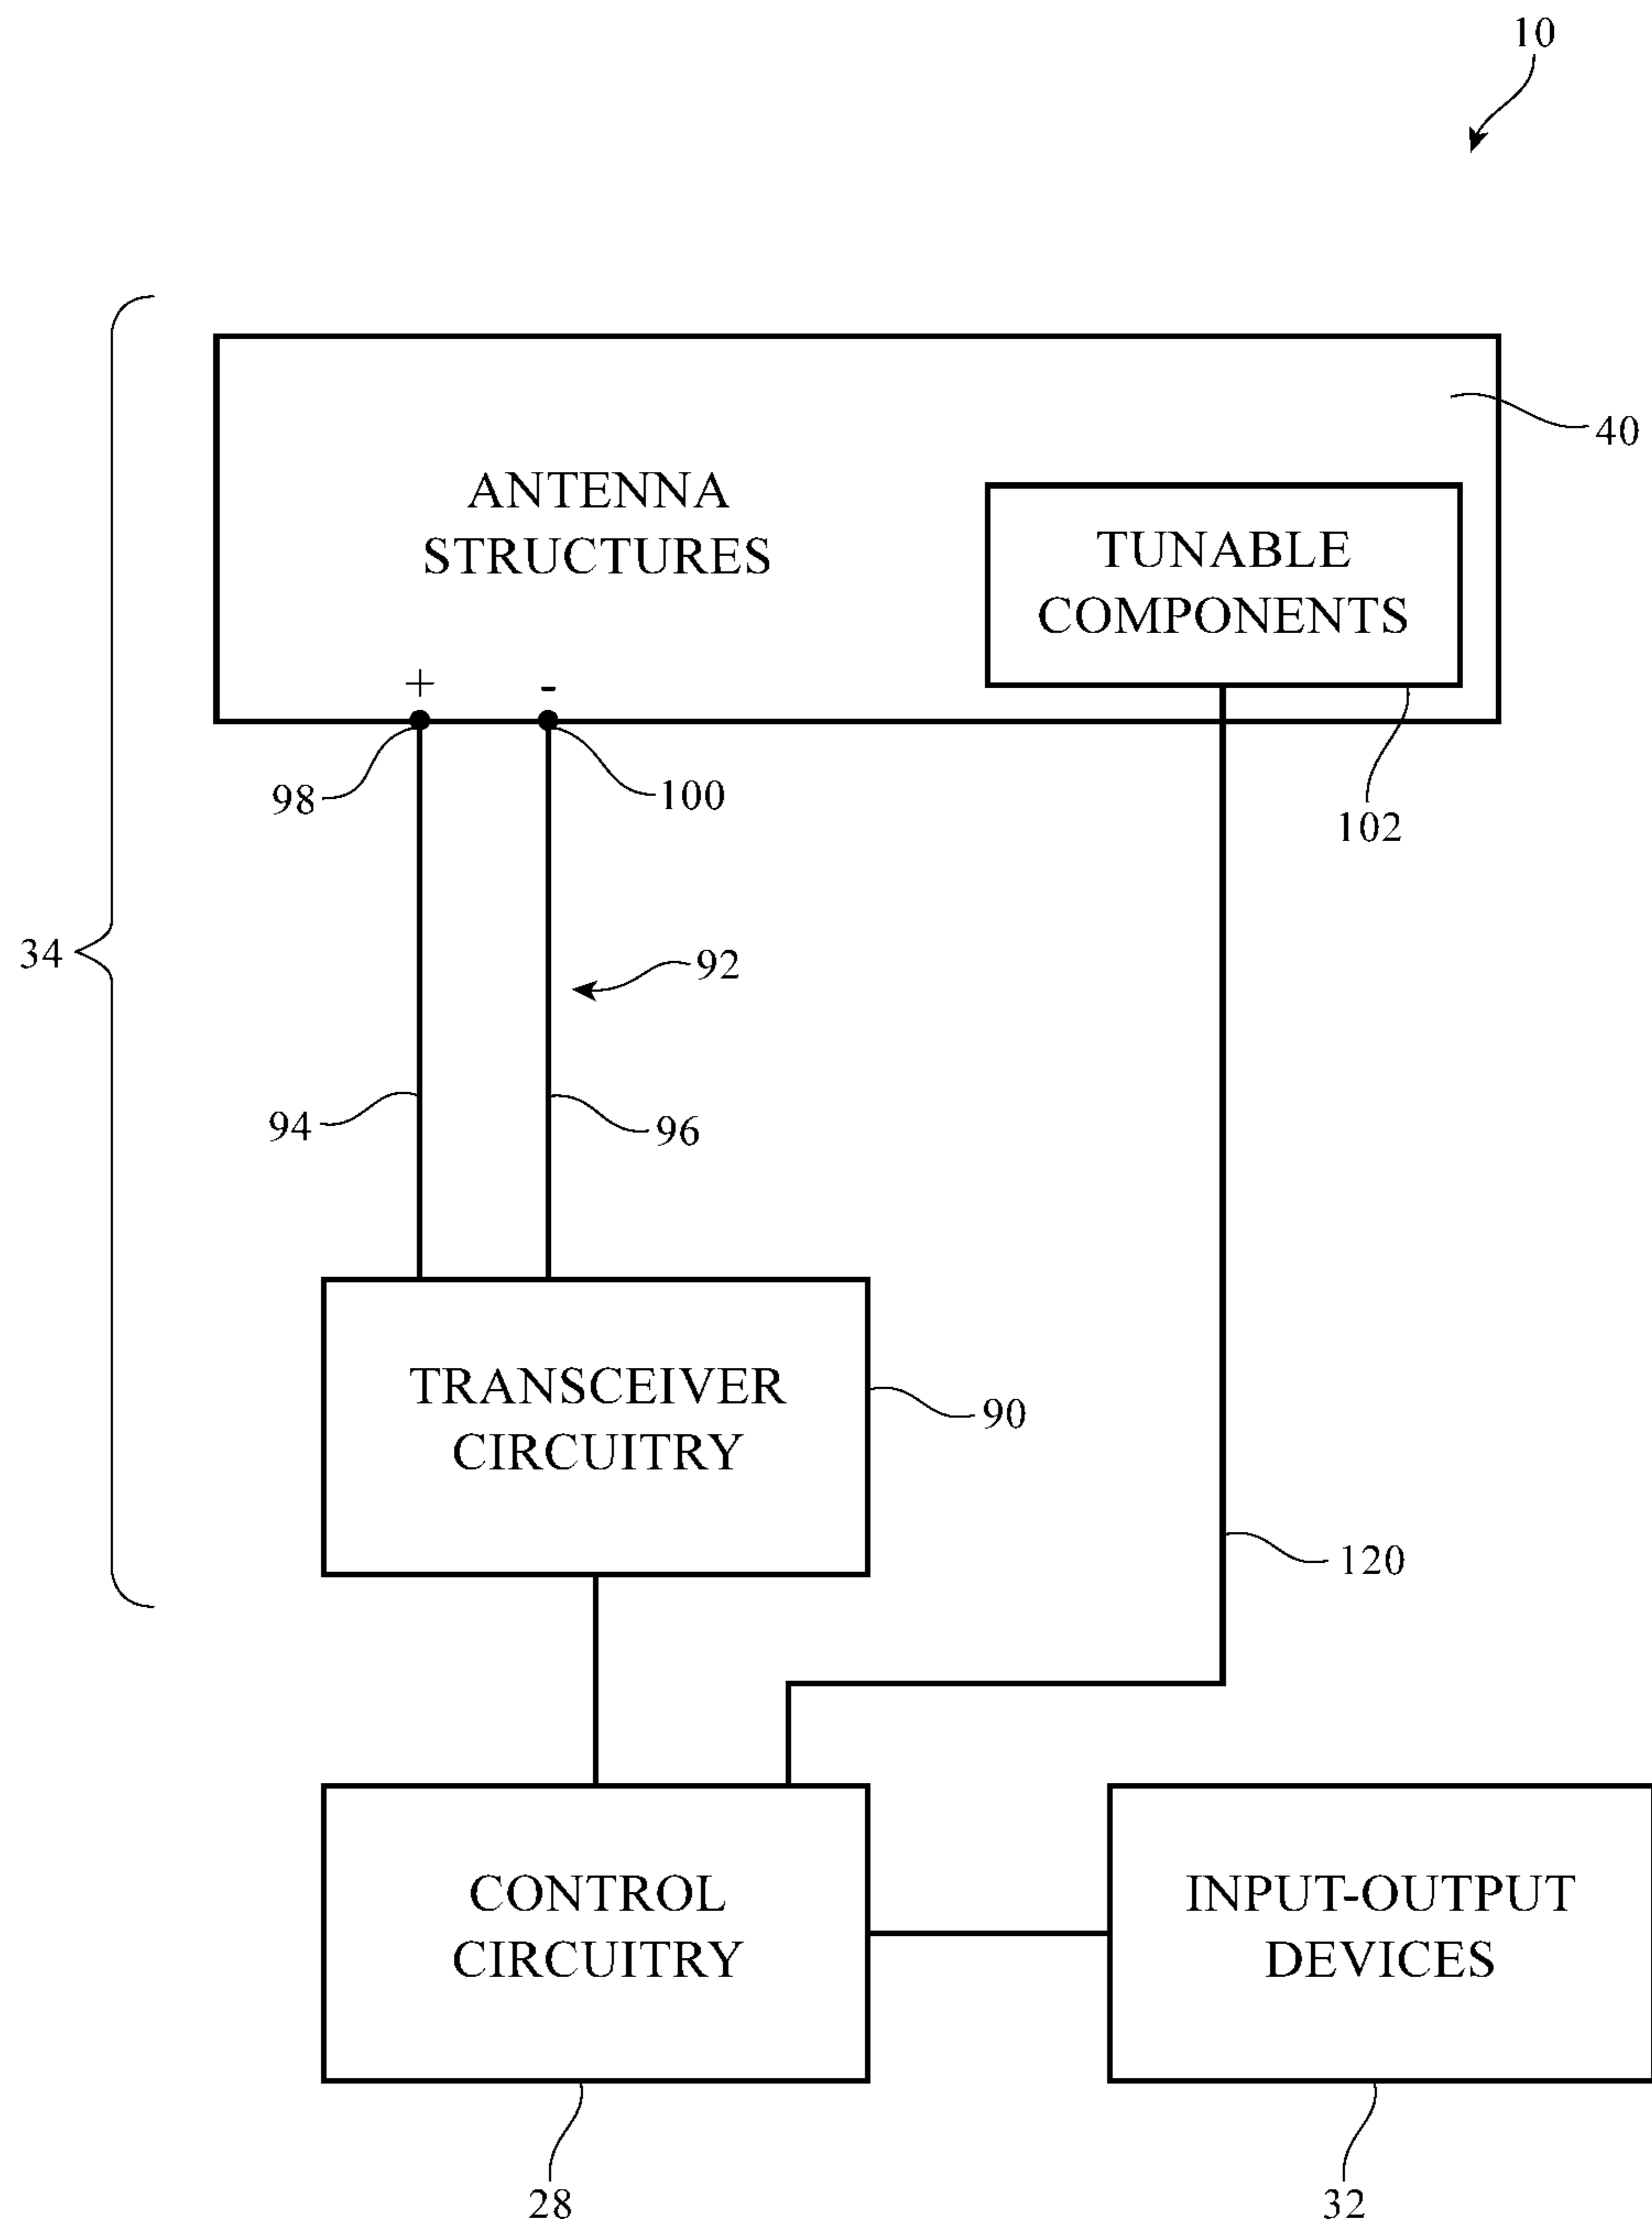 10
40
ANTENNA
STRUCTURES
TUNABLE
COMPONENTS
+
-
98
100
102
34
92
94
96
TRANSCEIVER
CIRCUITRY
90
120
CONTROL
CIRCUITRY
INPUT-OUTPUT
DEVICES
28
32